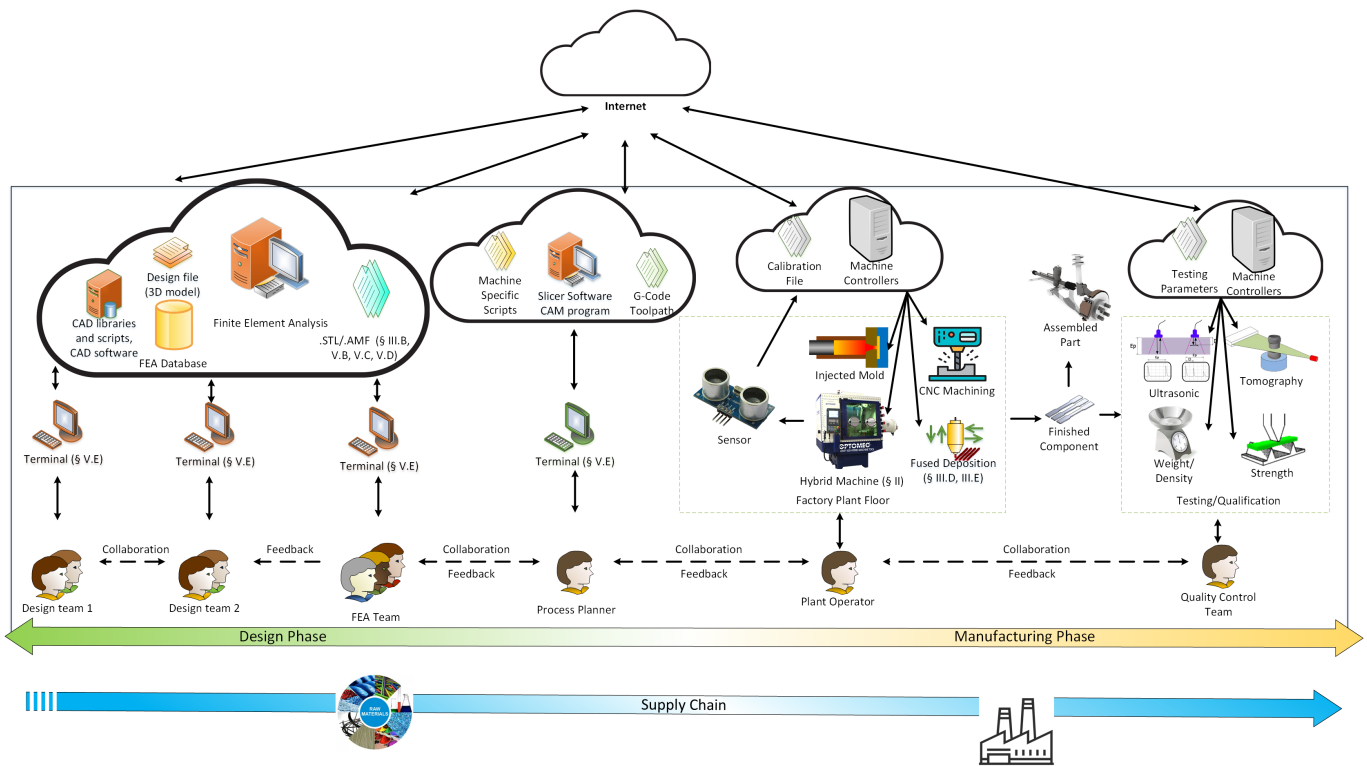 Internet
Design file
(3D model)
CAD libraries
and scripts,
CAD software
FEA Database
Finite Element Analysis
.STL/.AMF (§ III.B,
V.B, V.C, V.D)
Machine
Specific
Scripts
Slicer Software
CAM program
G-Code
Toolpath
Calibration
File
Machine
Controllers
Testing
Parameters
Machine
Controllers
Assembled
Part
Injected Mold
CNC Machining
Sensor
OPTOMEC
Hybrid Machine (§ II)
Fused Deposition
(§ III.D, III.E)
Factory Plant Floor
Finished
Component
Ep
Ultrasonic
Tomography
Weight/
Density
Strength
Testing/Qualification
Terminal (§ V.E)
Terminal (§ V.E)
Terminal (§ V.E)
Terminal (§ V.E)
Collaboration
Feedback
Collaboration
Feedback
Collaboration
Feedback
Collaboration
Feedback
Design team 1
Design team 2
FEA Team
Process Planner
Plant Operator
Quality Control
Team
Design Phase
Manufacturing Phase
RAW
MATERIALS
Supply Chain